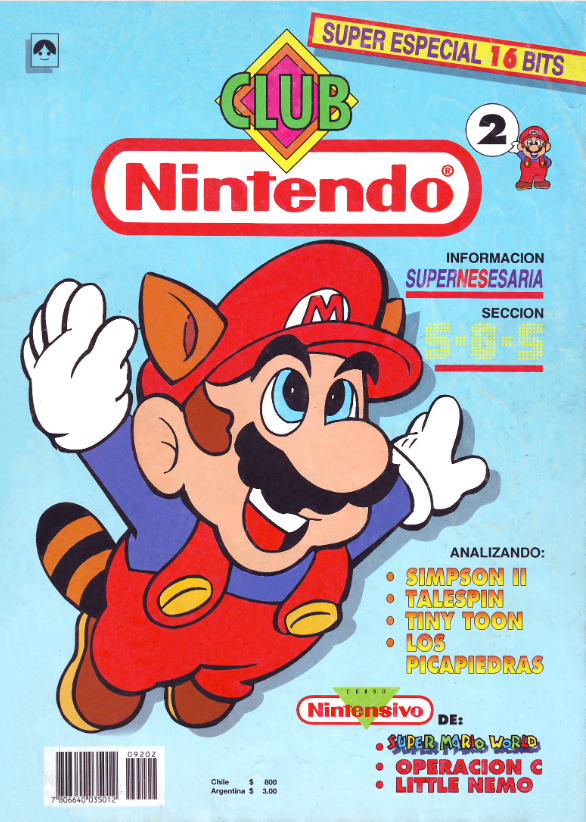 SUPER ESPECIAL 16 BITS
CLUB
Nintendo®
2
INFORMACION
SUPERNESESARIA
SECCION
S·O·S
M
ANALIZANDO:
• SIMPSON II
• TALESPIN
• TINY TOON
• LOS
PICAPIEDRAS
CURSO
Nintensivo DE:
• SUPER MARIO WORLD
• OPERACION C
• LITTLE NEMO
09202
7 806640 035012
Chile $ 800
Argentina $ 3.00